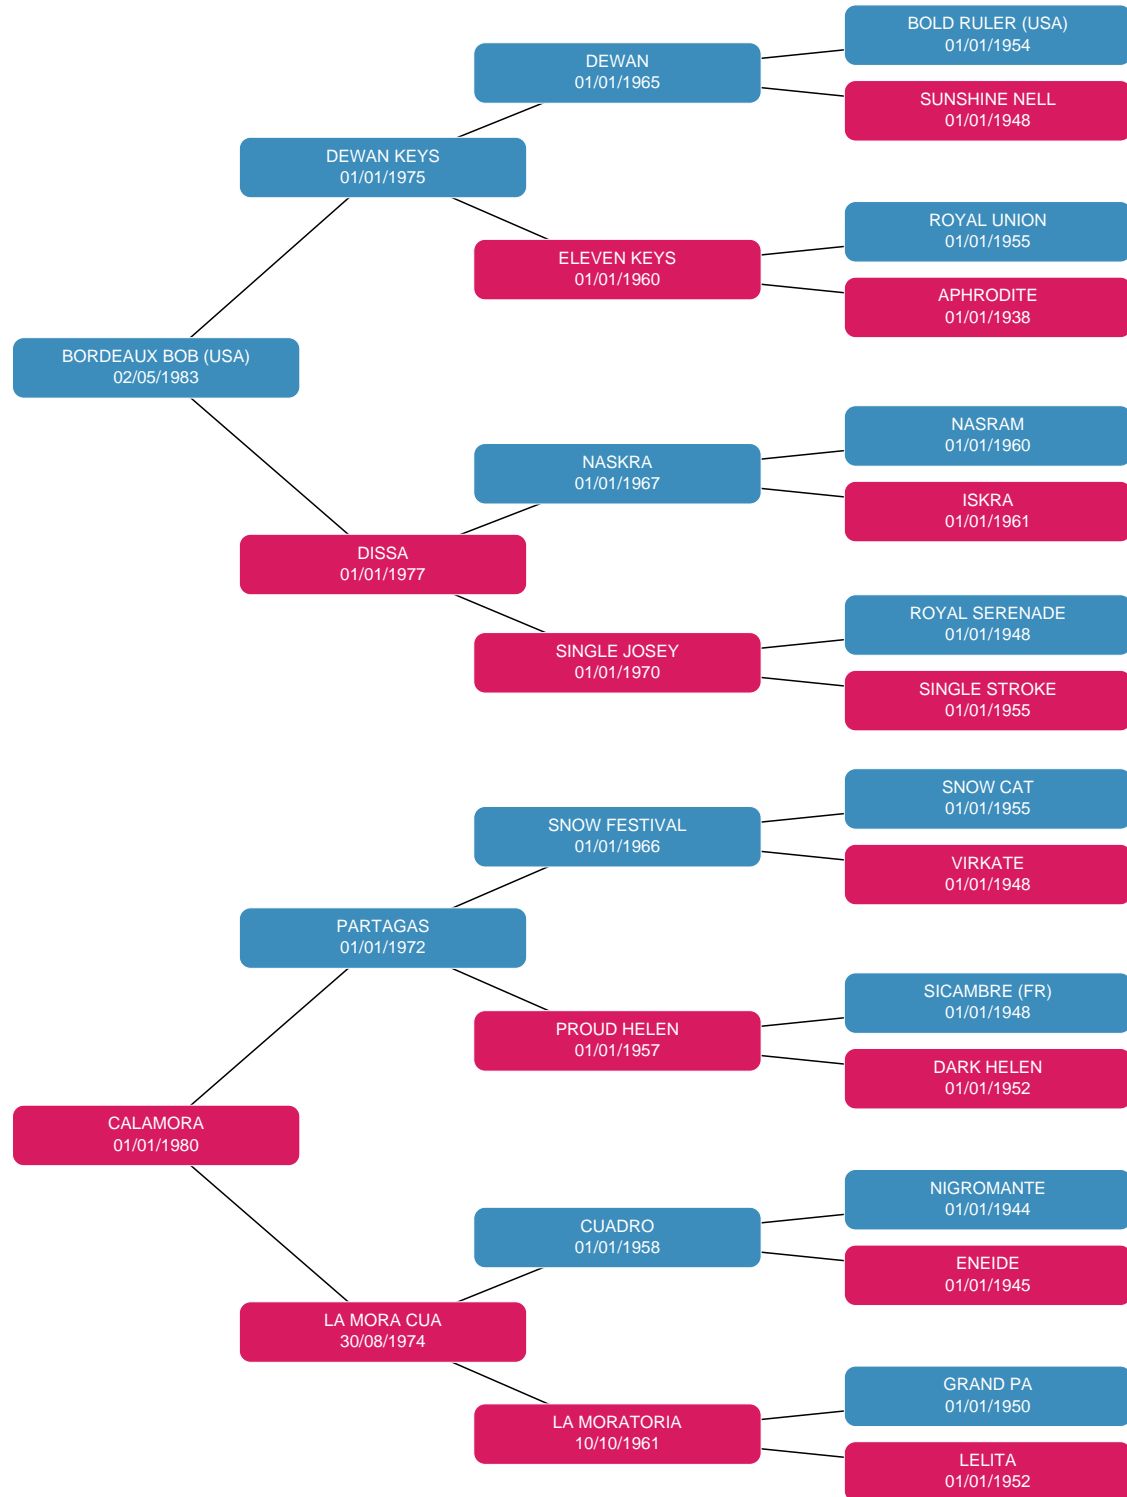 BOLD RULER (USA)
01/01/1954
DEWAN
01/01/1965
SUNSHINE NELL
01/01/1948
DEWAN KEYS
01/01/1975
ROYAL UNION
01/01/1955
ELEVEN KEYS
01/01/1960
APHRODITE
01/01/1938
BORDEAUX BOB (USA)
02/05/1983
NASRAM
01/01/1960
NASKRA
01/01/1967
ISKRA
01/01/1961
DISSA
01/01/1977
ROYAL SERENADE
01/01/1948
SINGLE JOSEY
01/01/1970
SINGLE STROKE
01/01/1955
SNOW CAT
01/01/1955
SNOW FESTIVAL
01/01/1966
VIRKATE
01/01/1948
PARTAGAS
01/01/1972
SICAMBRE (FR)
01/01/1948
PROUD HELEN
01/01/1957
DARK HELEN
01/01/1952
CALAMORA
01/01/1980
NIGROMANTE
01/01/1944
CUADRO
01/01/1958
ENEIDE
01/01/1945
LA MORA CUA
30/08/1974
GRAND PA
01/01/1950
LA MORATORIA
10/10/1961
LELITA
01/01/1952